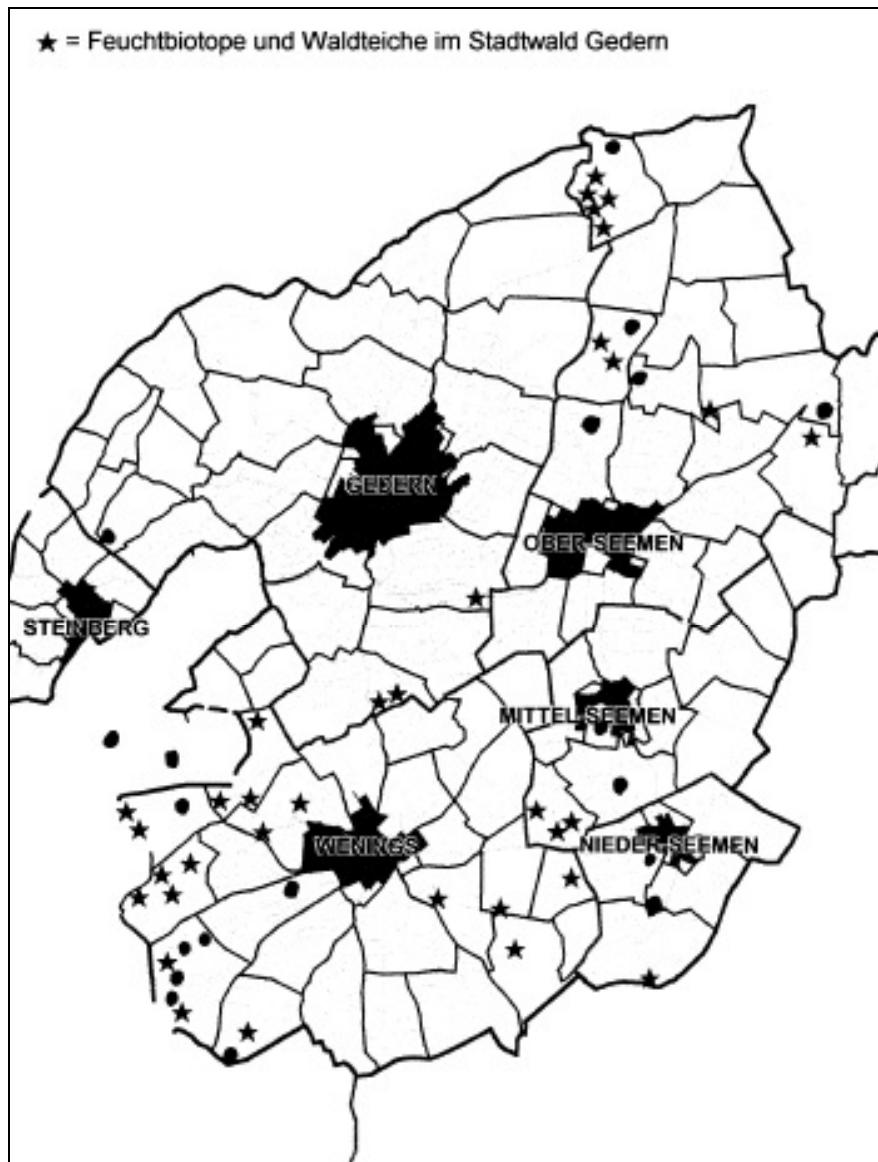 ★ = Feuchtbiotope und Waldteiche im Stadtwald Gedern
GEDERN
OBER-SEEMEN
STEINBERG
MITTEL-SEEMEN
WENINGS
NIEDER-SEEMEN